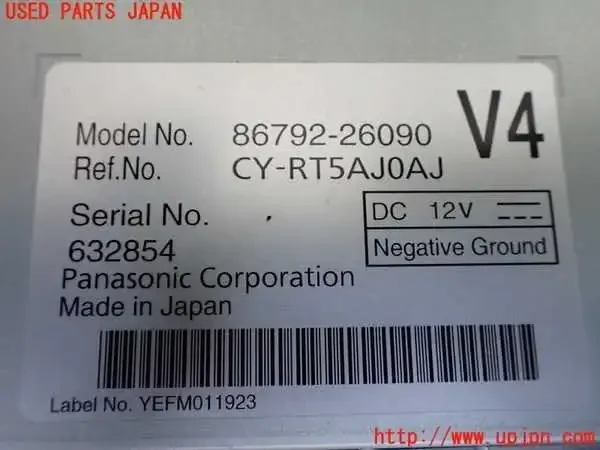 USED PARTS JAPAN
Model No. 86792-26090
V4
Ref.No. CY-RT5AJ0AJ
Serial No.
DC 12V
632854
Negative Ground
Panasonic Corporation
Made in Japan
Label No. YEFM011923
http://www.upjpn.com